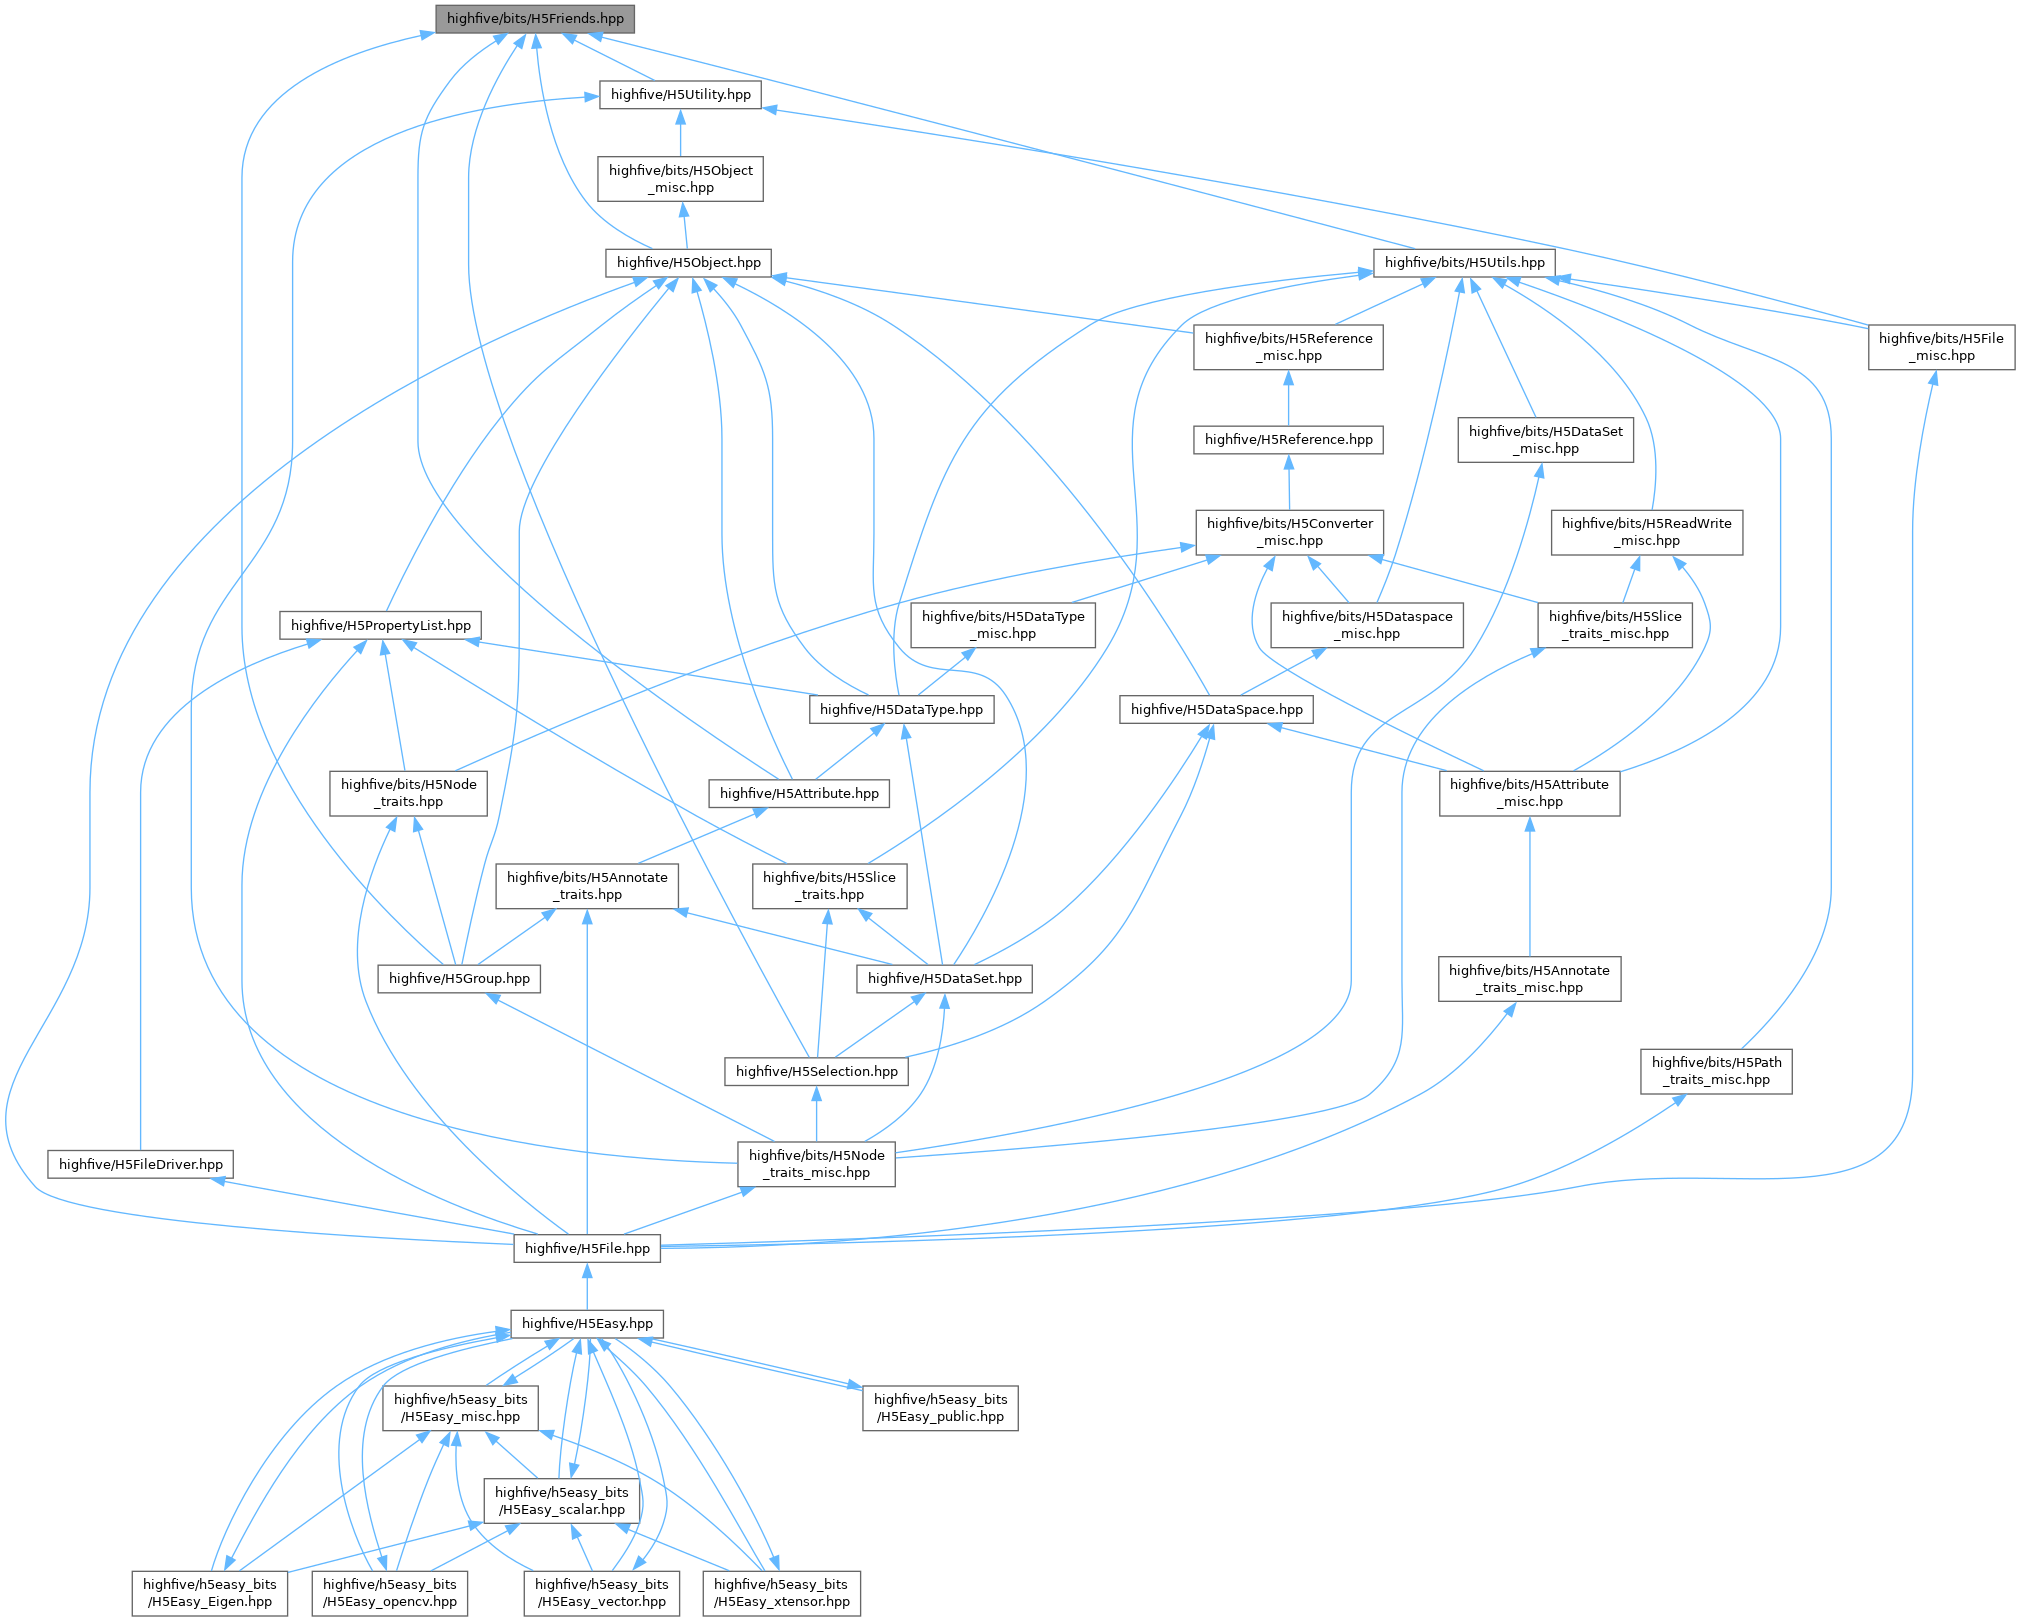 highfive/bits/H5Friends.hpp
highfive/H5Utility.hpp
highfive/bits/H5Object
_misc.hpp
highfive/H5Object.hpp
highfive/bits/H5Utils.hpp
highfive/bits/H5Reference
_misc.hpp
highfive/bits/H5File
_misc.hpp
highfive/H5Reference.hpp
highfive/bits/H5DataSet
_misc.hpp
highfive/bits/H5Converter
_misc.hpp
highfive/bits/H5ReadWrite
_misc.hpp
highfive/H5PropertyList.hpp
highfive/bits/H5DataType
_misc.hpp
highfive/bits/H5Dataspace
_misc.hpp
highfive/bits/H5Slice
_traits_misc.hpp
highfive/H5DataType.hpp
highfive/H5DataSpace.hpp
highfive/bits/H5Node
_traits.hpp
highfive/H5Attribute.hpp
highfive/bits/H5Attribute
_misc.hpp
highfive/bits/H5Annotate
_traits.hpp
highfive/bits/H5Slice
_traits.hpp
highfive/H5Group.hpp
highfive/H5DataSet.hpp
highfive/bits/H5Annotate
_traits_misc.hpp
highfive/H5Selection.hpp
highfive/bits/H5Path
_traits_misc.hpp
highfive/H5FileDriver.hpp
highfive/bits/H5Node
_traits_misc.hpp
highfive/H5File.hpp
highfive/H5Easy.hpp
highfive/h5easy_bits
/H5Easy_misc.hpp
highfive/h5easy_bits
/H5Easy_public.hpp
highfive/h5easy_bits
/H5Easy_scalar.hpp
highfive/h5easy_bits
/H5Easy_Eigen.hpp
highfive/h5easy_bits
/H5Easy_opencv.hpp
highfive/h5easy_bits
/H5Easy_vector.hpp
highfive/h5easy_bits
/H5Easy_xtensor.hpp